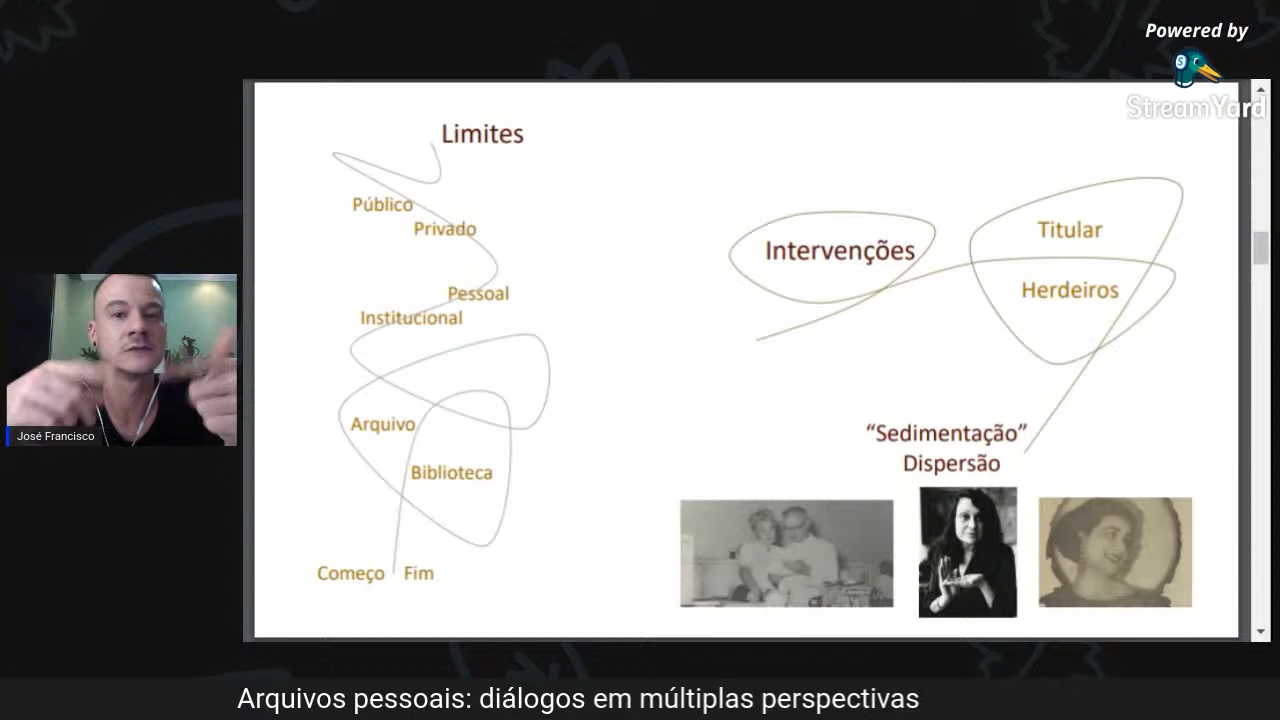 Powered by
StreamYard
Limites
Público
Privado
Pessoal
Institucional
Arquivo
Biblioteca
Começo Fim
Intervenções
Titular
Herdeiros
“Sedimentação”
Dispersão
José Francisco
Arquivos pessoais: diálogos em múltiplas perspectivas